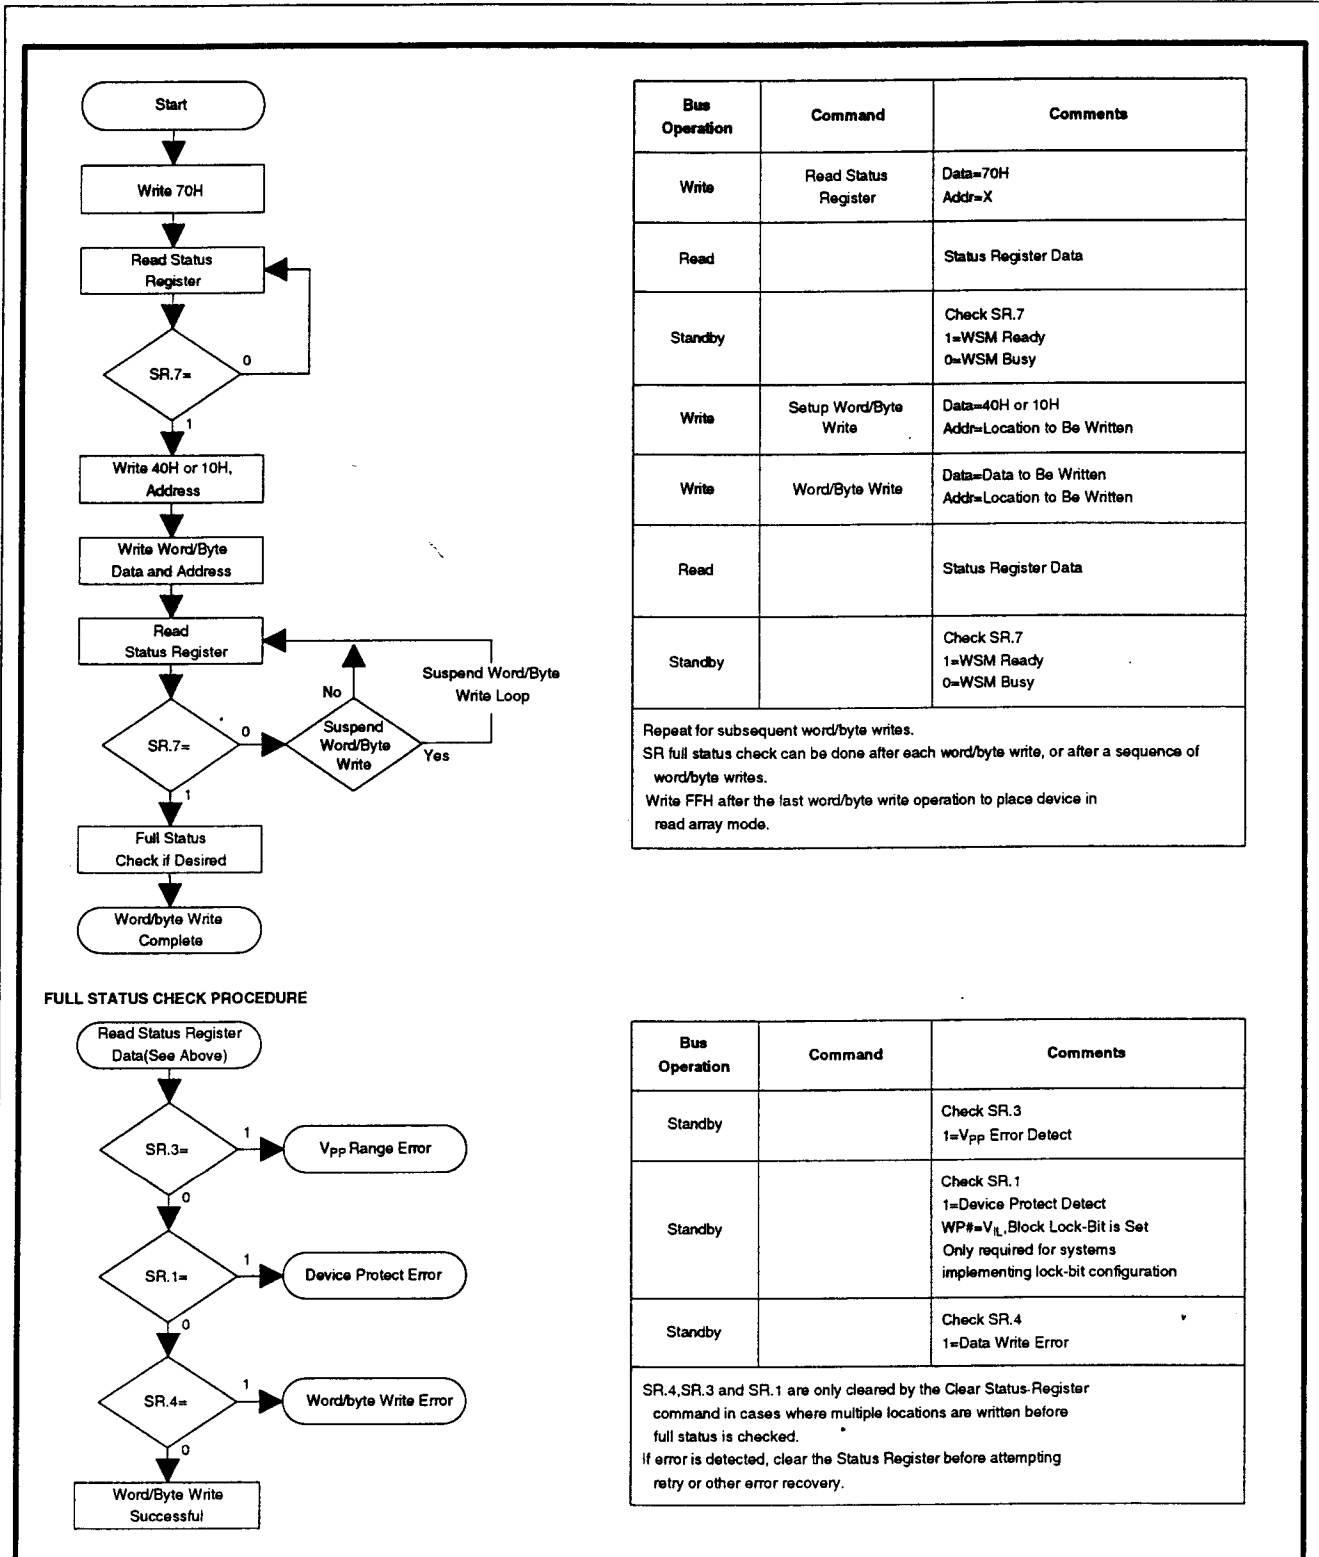 Start
Write 70H
Read Status
Register
SR.7=
0
1
Write 40H or 10H,
Address
Write Word/Byte
Data and Address
Read
Status Register
Suspend Word/Byte
Write Loop
No
SR.7=
0
Suspend
Word/Byte
Write
Yes
1
Full Status
Check if Desired
Word/byte Write
Complete
Bus
Operation
Command
Comments
Write
Read Status
Register
Data=70H
Addr=X
Read
Status Register Data
Standby
Check SR.7
1=WSM Ready
0=WSM Busy
Write
Setup Word/Byte
Write
Data=40H or 10H
Addr=Location to Be Written
Write
Word/Byte Write
Data=Data to Be Written
Addr=Location to Be Written
Read
Status Register Data
Standby
Check SR.7
1=WSM Ready
0=WSM Busy
Repeat for subsequent word/byte writes.
SR full status check can be done after each word/byte write, or after a sequence of
word/byte writes.
Write FFH after the last word/byte write operation to place device in
read array mode.
FULL STATUS CHECK PROCEDURE
Read Status Register
Data(See Above)
SR.3=
1
VPP Range Error
0
SR.1=
1
Device Protect Error
0
SR.4=
1
Word/byte Write Error
0
Word/Byte Write
Successful
Bus
Operation
Command
Comments
Standby
Check SR.3
1=VPP Error Detect
Standby
Check SR.1
1=Device Protect Detect
WP#=VIL,Block Lock-Bit is Set
Only required for systems
implementing lock-bit configuration
Standby
Check SR.4
1=Data Write Error
SR.4,SR.3 and SR.1 are only cleared by the Clear Status Register
command in cases where multiple locations are written before
full status is checked.
If error is detected, clear the Status Register before attempting
retry or other error recovery.